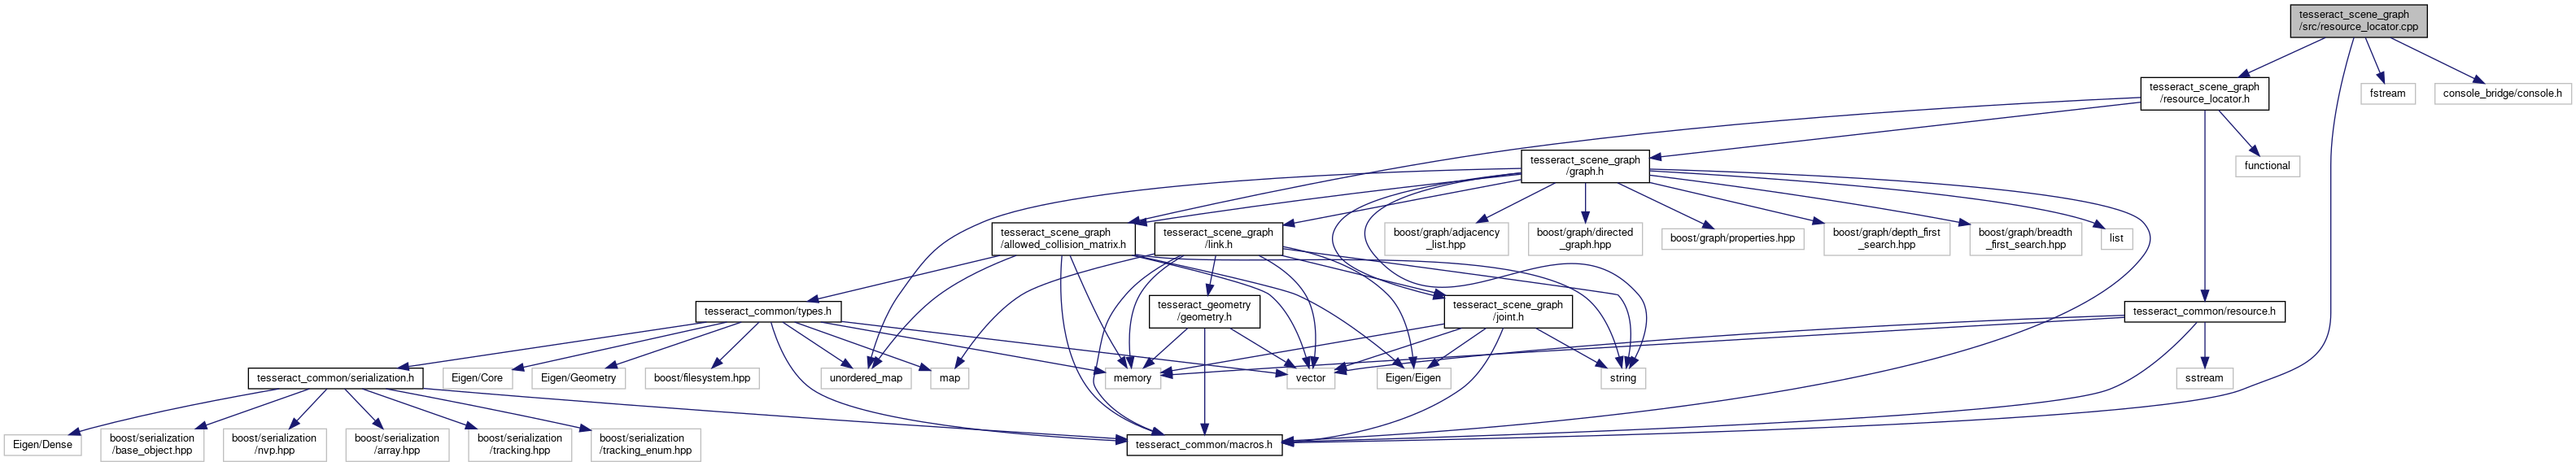 tesseract_scene_graph
/src/resource_locator.cpp
tesseract_scene_graph
/resource_locator.h
fstream
console_bridge/console.h
tesseract_scene_graph
/graph.h
functional
tesseract_scene_graph
/allowed_collision_matrix.h
tesseract_scene_graph
/link.h
boost/graph/adjacency
_list.hpp
boost/graph/directed
_graph.hpp
boost/graph/properties.hpp
boost/graph/depth_first
_search.hpp
boost/graph/breadth
_first_search.hpp
list
tesseract_common/types.h
tesseract_geometry
/geometry.h
tesseract_scene_graph
/joint.h
tesseract_common/resource.h
tesseract_common/serialization.h
Eigen/Core
Eigen/Geometry
boost/filesystem.hpp
unordered_map
map
memory
vector
Eigen/Eigen
string
sstream
Eigen/Dense
boost/serialization
/base_object.hpp
boost/serialization
/nvp.hpp
boost/serialization
/array.hpp
boost/serialization
/tracking.hpp
boost/serialization
/tracking_enum.hpp
tesseract_common/macros.h